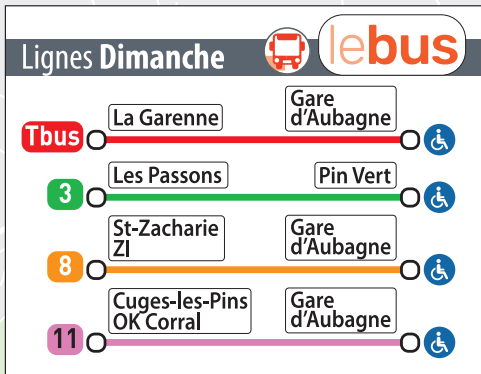 Lignes Dimanche
lebus
Tbus
La Garenne
Gare
d'Aubagne
3
Les Passons
Pin Vert
8
St-Zacharie
ZI
Gare
d'Aubagne
11
Cuges-les-Pins
OK Corral
Gare
d'Aubagne